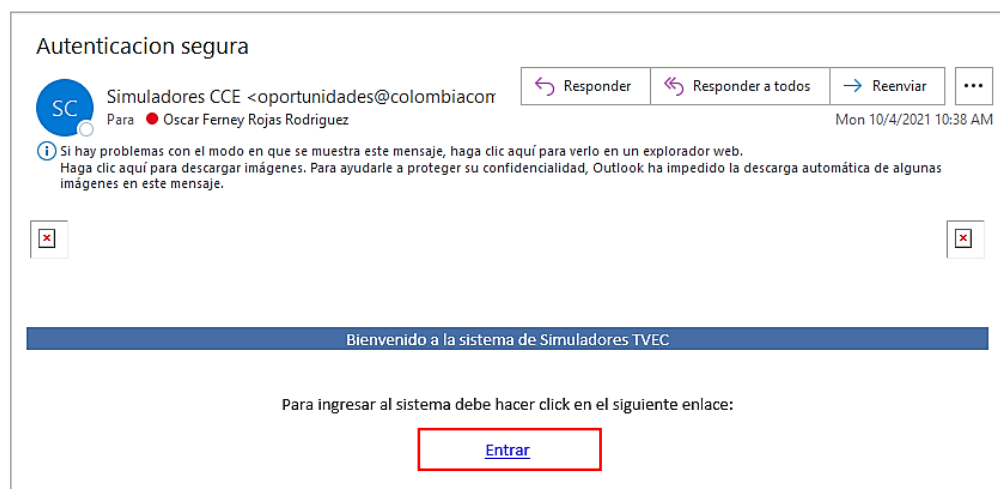 Autenticacion segura
SC
Simuladores CCE <oportunidades@colombiacom
Para Oscar Ferney Rojas Rodriguez
Responder
Responder a todos
Reenviar
Mon 10/4/2021 10:38 AM
Si hay problemas con el modo en que se muestra este mensaje, haga clic aquí para verlo en un explorador web.
Haga clic aquí para descargar imágenes. Para ayudarle a proteger su confidencialidad, Outlook ha impedido la descarga automática de algunas
imágenes en este mensaje.
Bienvenido a la sistema de Simuladores TVEC
Para ingresar al sistema debe hacer click en el siguiente enlace:
Entrar